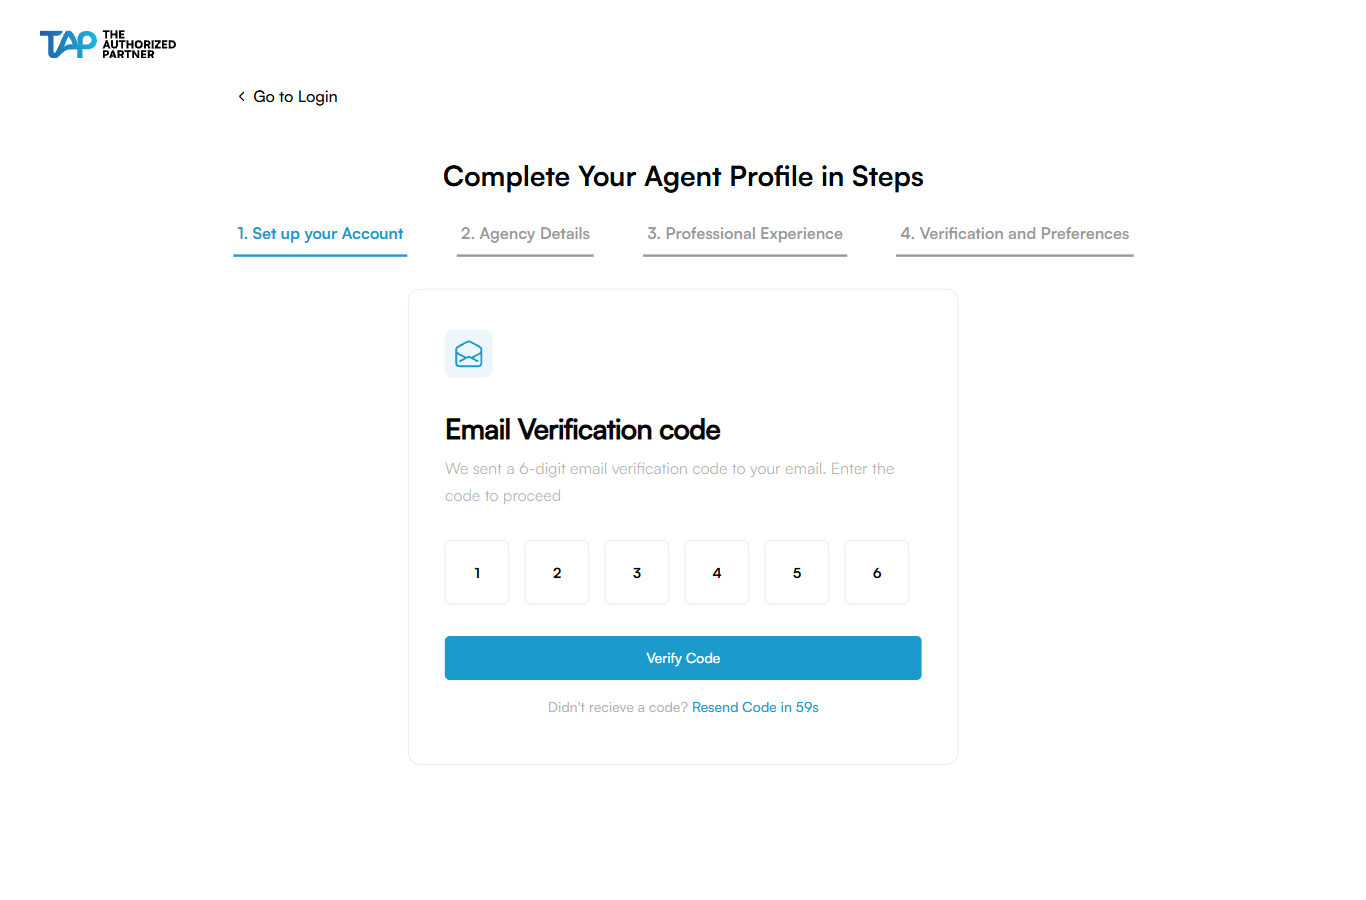 TAP THE
AUTHORIZED
PARTNER
Go to Login
Complete Your Agent Profile in Steps
1. Set up your Account 2. Agency Details 3. Professional Experience 4. Verification and Preferences
Email Verification code
We sent a 6-digit email verification code to your email. Enter the
code to proceed
1 2 3 4 5 6
Verify Code
Didn't recieve a code? Resend Code in 59s